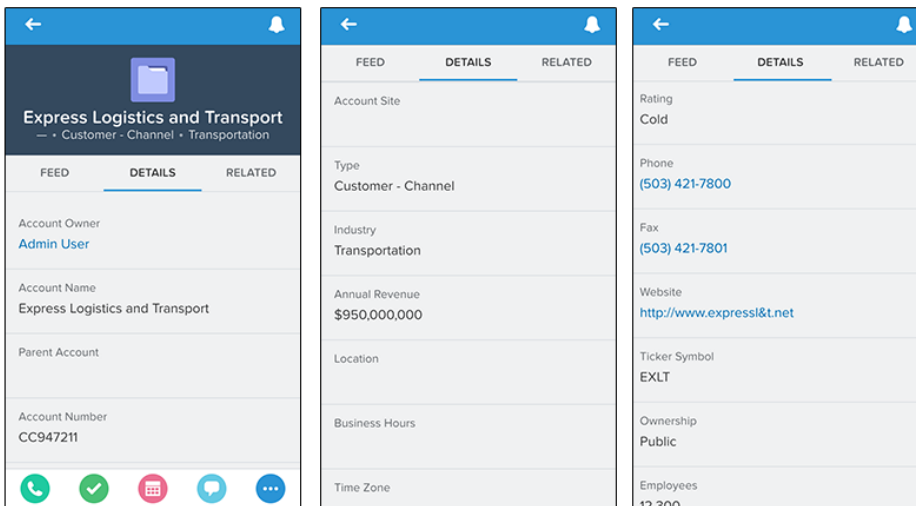 Express Logistics and Transport
— • Customer - Channel • Transportation
FEED DETAILS RELATED
Account Owner
Admin User
Account Name
Express Logistics and Transport
Parent Account
Account Number
CC947211
FEED DETAILS RELATED
Account Site
Type
Customer - Channel
Industry
Transportation
Annual Revenue
$950,000,000
Location
Business Hours
Time Zone
FEED DETAILS RELATED
Rating
Cold
Phone
(503) 421-7800
Fax
(503) 421-7801
Website
http://www.expressl&t.net
Ticker Symbol
EXLT
Ownership
Public
Employees
12,300